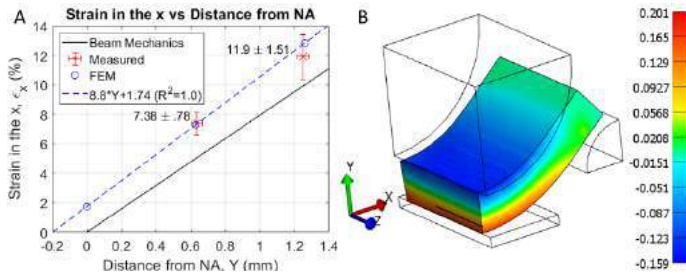 A
Strain in the x vs Distance from NA
Strain in the x, ϵx (%)
14
12
10
8
6
4
2
0
Beam Mechanics
Measured
FEM
8.8*Y+1.74 (R²=1.0)
11.9 ± 1.51
7.38 ± .78
-0.2
0
0.2
0.4
0.6
0.8
1
1.2
1.4
Distance from NA, Y (mm)
B
Y
X
Z
0.201
0.165
0.129
0.0928
0.0568
0.0208
-0.0151
-0.051
-0.087
-0.123
-0.159